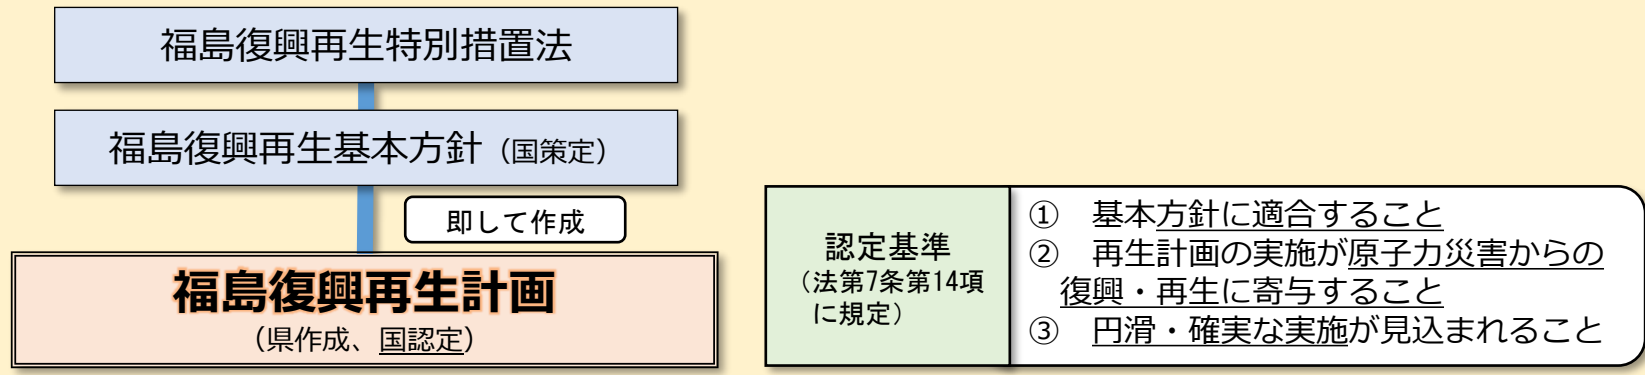 福島復興再生特別措置法
福島復興再生基本方針（国策定）
即して作成
福島復興再生計画
（県作成、国認定）
認定基準
（法第7条第14項
に規定）
①　基本方針に適合すること
②　再生計画の実施が原子力災害からの
復興・再生に寄与すること
③　円滑・確実な実施が見込まれること